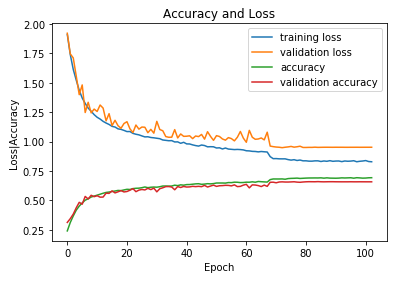 Accuracy and Loss
training loss
validation loss
accuracy
validation accuracy
Loss|Accuracy
2.00
1.75
1.50
1.25
1.00
0.75
0.50
0.25
0
20
40
60
80
100
Epoch